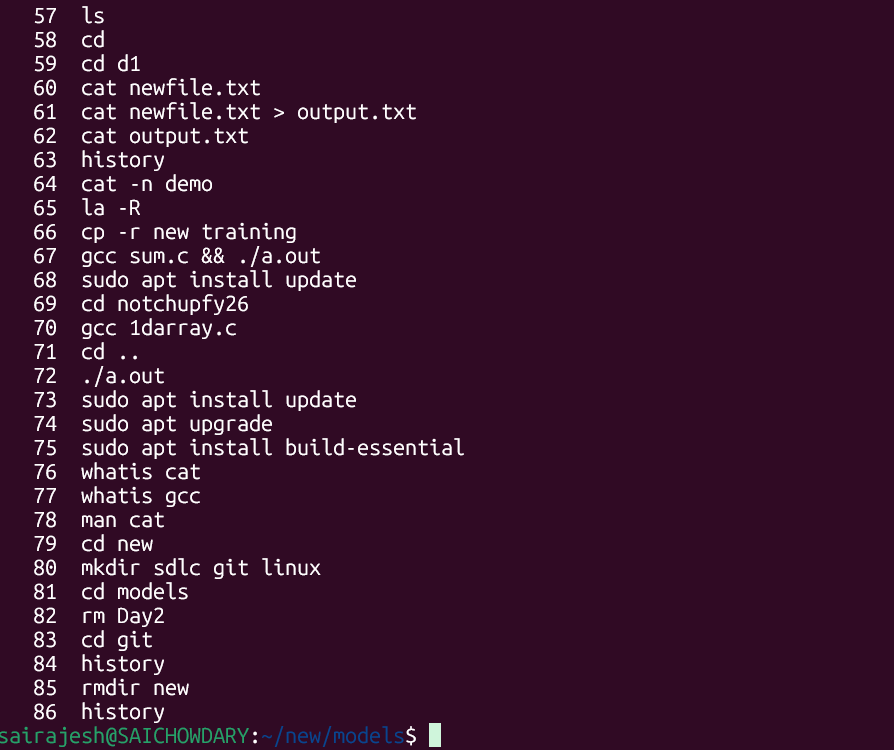 57 ls
58 cd
59 cd d1
60 cat newfile.txt
61 cat newfile.txt > output.txt
62 cat output.txt
63 history
64 cat -n demo
65 la -R
66 cp -r new training
67 gcc sum.c && ./a.out
68 sudo apt install update
69 cd notchupfy26
70 gcc 1darray.c
71 cd ..
72 ./a.out
73 sudo apt install update
74 sudo apt upgrade
75 sudo apt install build-essential
76 whatis cat
77 whatis gcc
78 man cat
79 cd new
80 mkdir sdlc git linux
81 cd models
82 rm Day2
83 cd git
84 history
85 rmdir new
86 history
sairajesh@SAICHOWDARY:~/new/models$